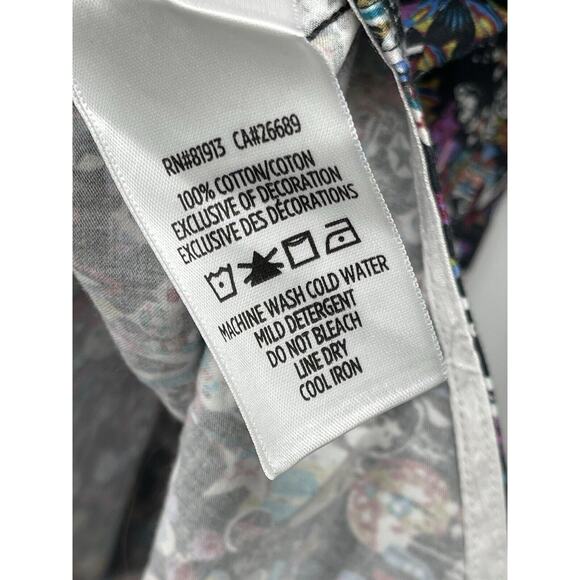 RN#81913 CA#26689
100% COTTON/COTON
EXCLUSIVE OF DECORATION
EXCLUSIVE DES DÉCORATIONS
MACHINE WASH COLD WATER
MILD DETERGENT
DO NOT BLEACH
LINE DRY
COOL IRON